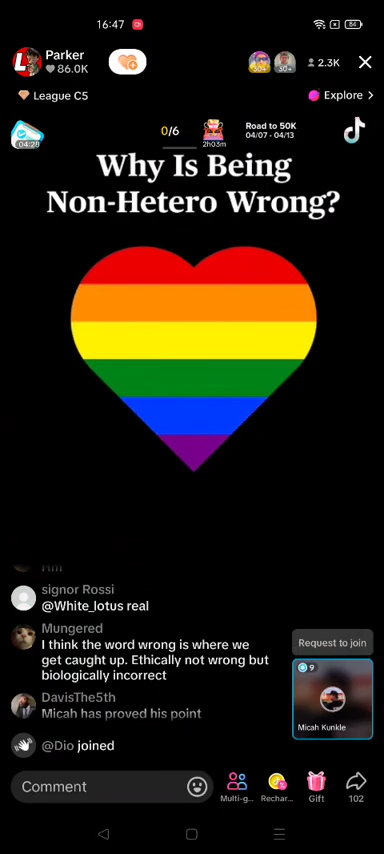 16:47
84
Parker
86.0K
30+
30+
2.3K
League C5
Explore
04:28
0/6
2h03m
Road to 50K
04/07 - 04/13
Why Is Being
Non-Hetero Wrong?
signor Rossi
@White_lotus real
Mungered
I think the word wrong is where we
get caught up. Ethically not wrong but
biologically incorrect
DavisThe5th
Micah has proved his point
@Dio joined
Request to join
9
Micah Kunkle
Comment
Multi-g...
Rechar...
Gift
102